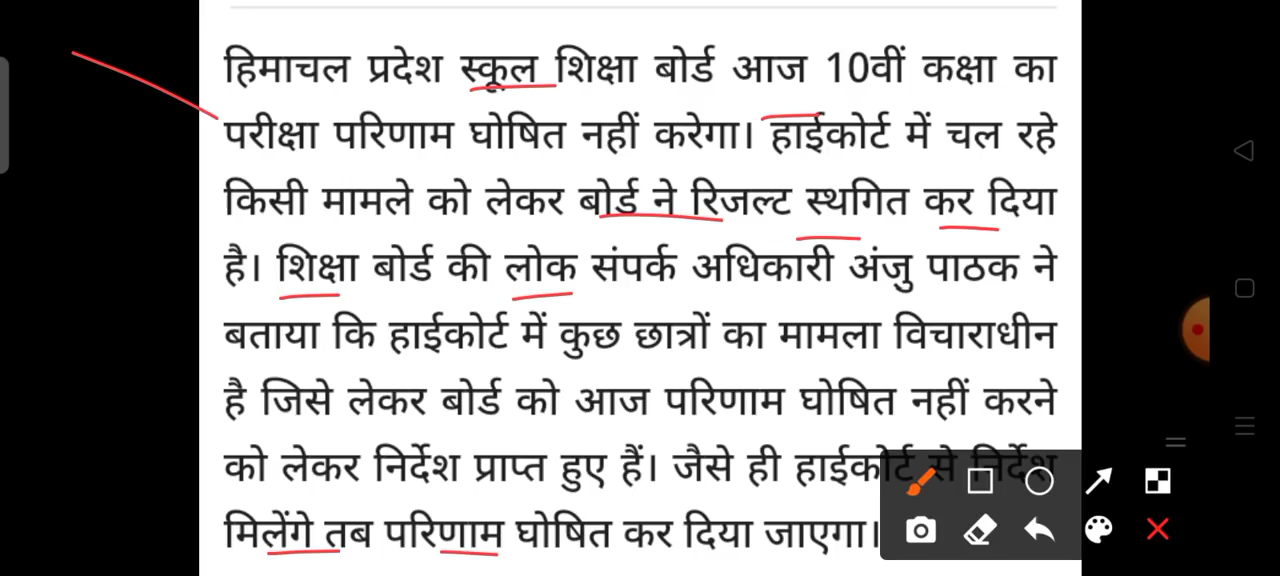 हिमाचल प्रदेश स्कूल शिक्षा बोर्ड आज 10वीं कक्षा का
परीक्षा परिणाम घोषित नहीं करेगा। हाईकोर्ट में चल रहे
किसी मामले को लेकर बोर्ड ने रिजल्ट स्थगित कर दिया
है। शिक्षा बोर्ड की लोक संपर्क अधिकारी अंजु पाठक ने
बताया कि हाईकोर्ट में कुछ छात्रों का मामला विचाराधीन
है जिसे लेकर बोर्ड को आज परिणाम घोषित नहीं करने
को लेकर निर्देश प्राप्त हुए हैं। जैसे ही हाईकोर्ट से निर्देश
मिलेंगे तब परिणाम घोषित कर दिया जाएगा।